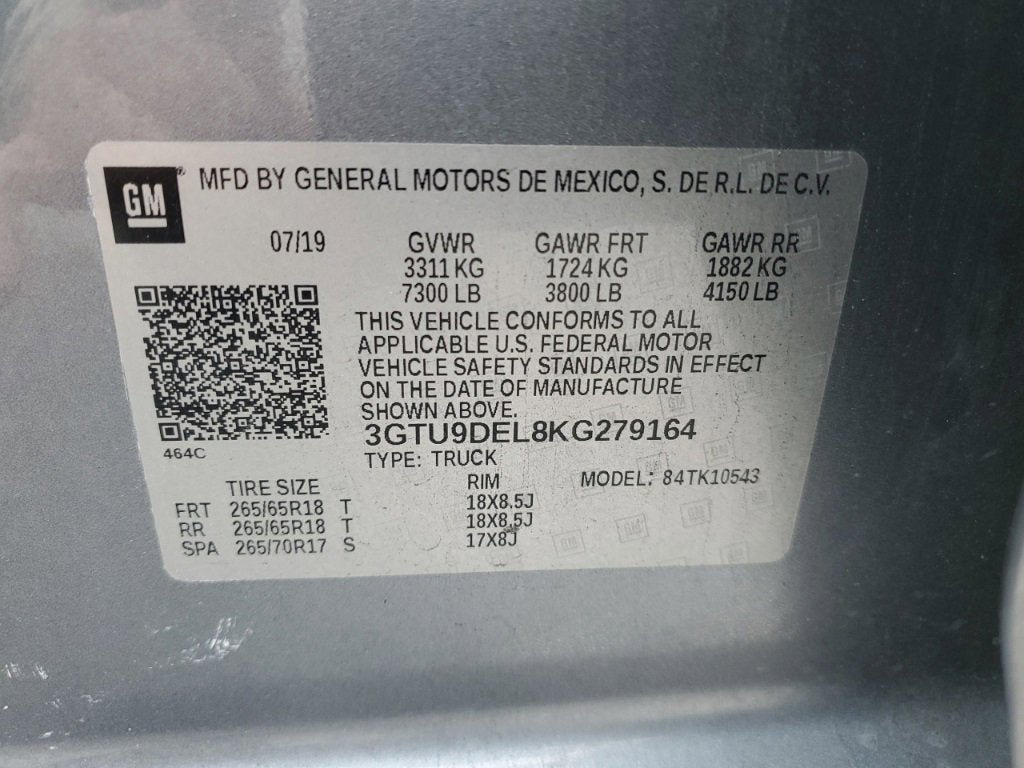 GM
MFD BY GENERAL MOTORS DE MEXICO, S. DE R.L. DE C.V.
07/19 GVWR GAWR FRT GAWR RR
3311 KG 1724 KG 1882 KG
7300 LB 3800 LB 4150 LB
THIS VEHICLE CONFORMS TO ALL
APPLICABLE U.S. FEDERAL MOTOR
VEHICLE SAFETY STANDARDS IN EFFECT
ON THE DATE OF MANUFACTURE
SHOWN ABOVE.
3GTU9DEL8KG279164
464C
TYPE: TRUCK
TIRE SIZE RIM MODEL: 84TK10543
FRT 265/65R18 T 18X8.5J
RR 265/65R18 T 18X8.5J
SPA 265/70R17 S 17X8J